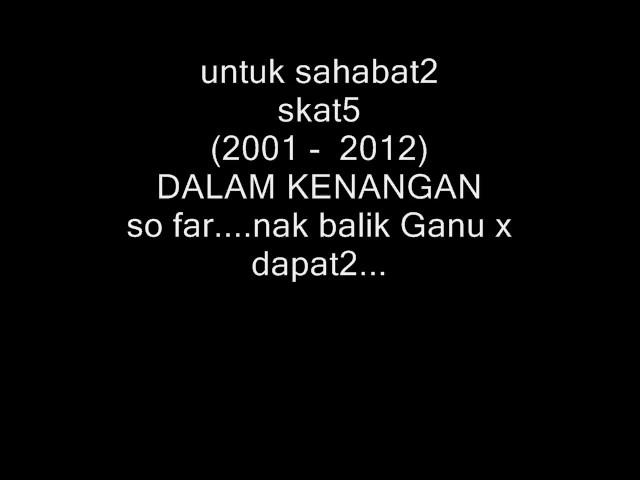 untuk sahabat2
skat5
(2001 -  2012)
DALAM KENANGAN
so far....nak balik Ganu x
dapat2...